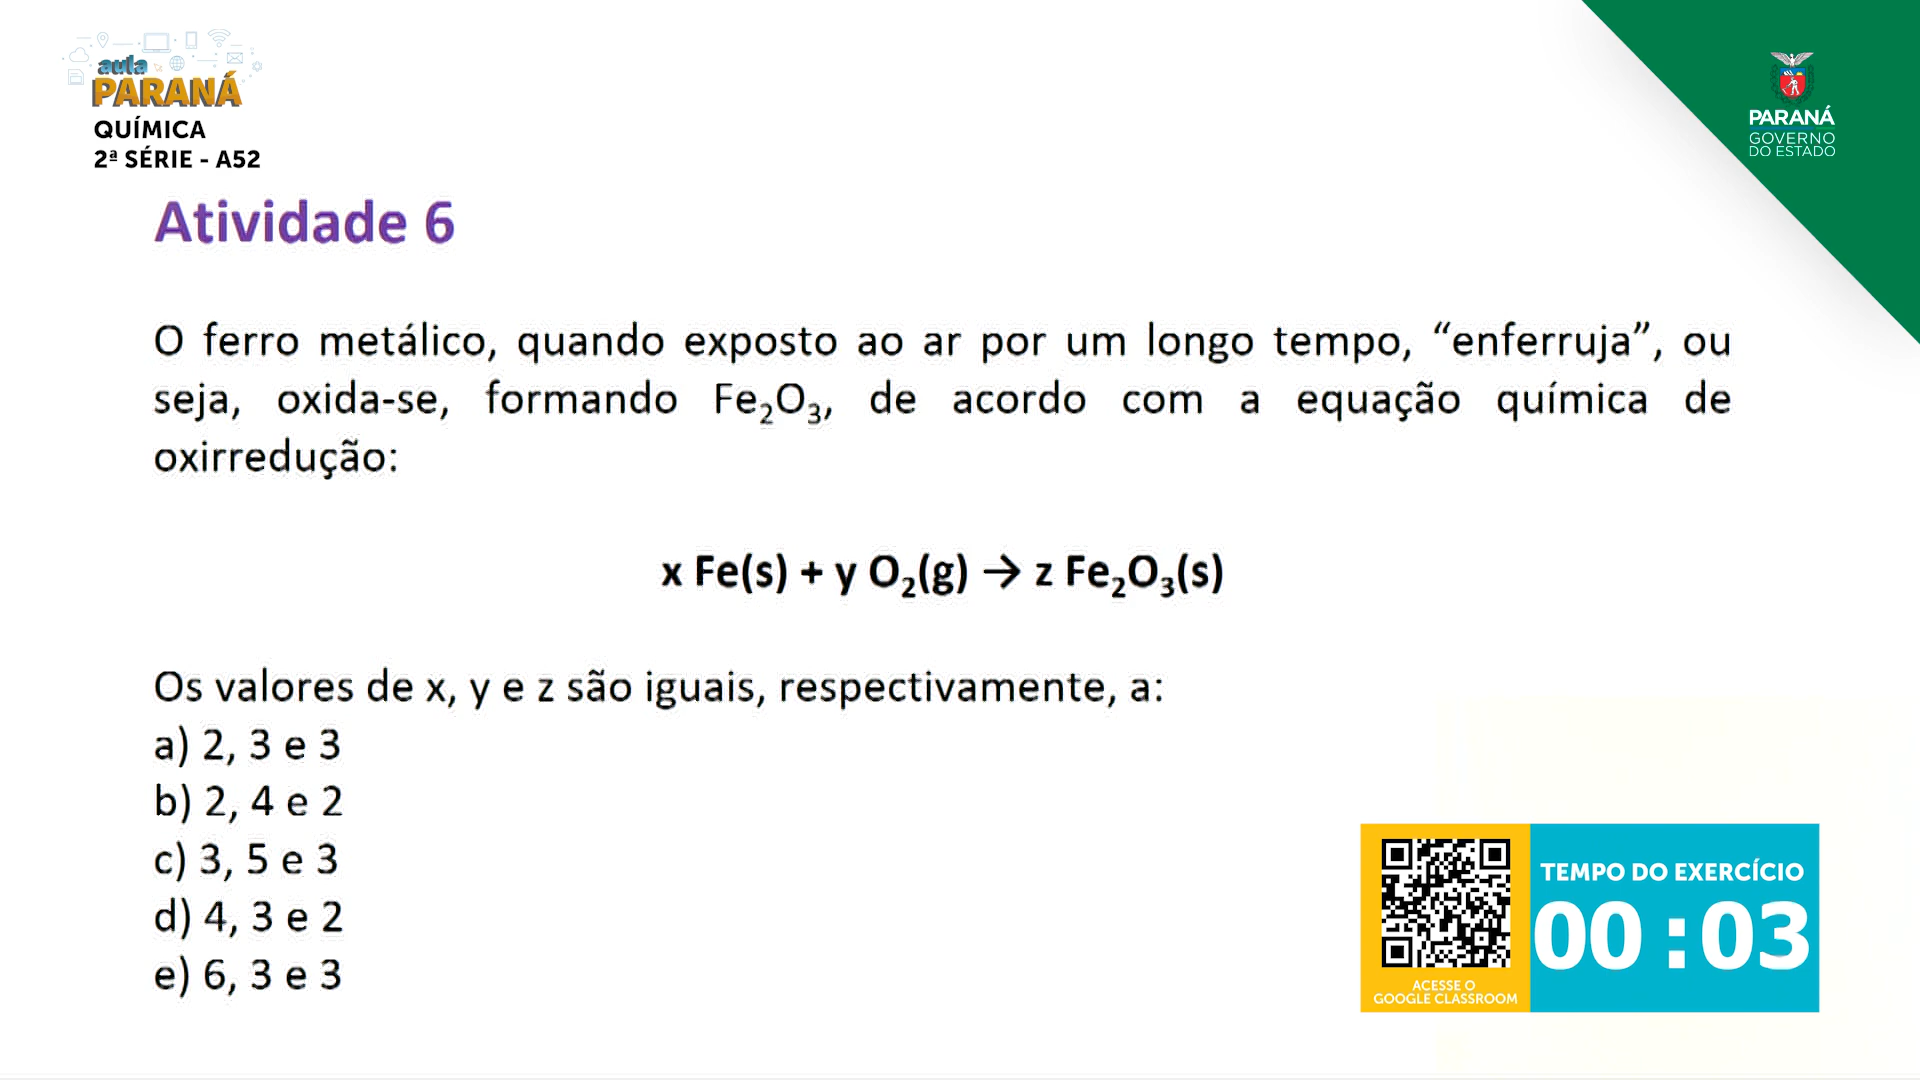 aula
PARANÁ
QUÍMICA
2ª SÉRIE - A52
PARANÁ
GOVERNO
DO ESTADO
Atividade 6
O ferro metálico, quando exposto ao ar por um longo tempo, “enferruja”, ou
seja, oxida-se, formando Fe₂O₃, de acordo com a equação química de
oxirredução:
x Fe(s) + y O₂(g) → z Fe₂O₃(s)
Os valores de x, y e z são iguais, respectivamente, a:
a) 2, 3 e 3
b) 2, 4 e 2
c) 3, 5 e 3
d) 4, 3 e 2
e) 6, 3 e 3
TEMPO DO EXERCÍCIO
00 : 03
ACESSE O
GOOGLE CLASSROOM